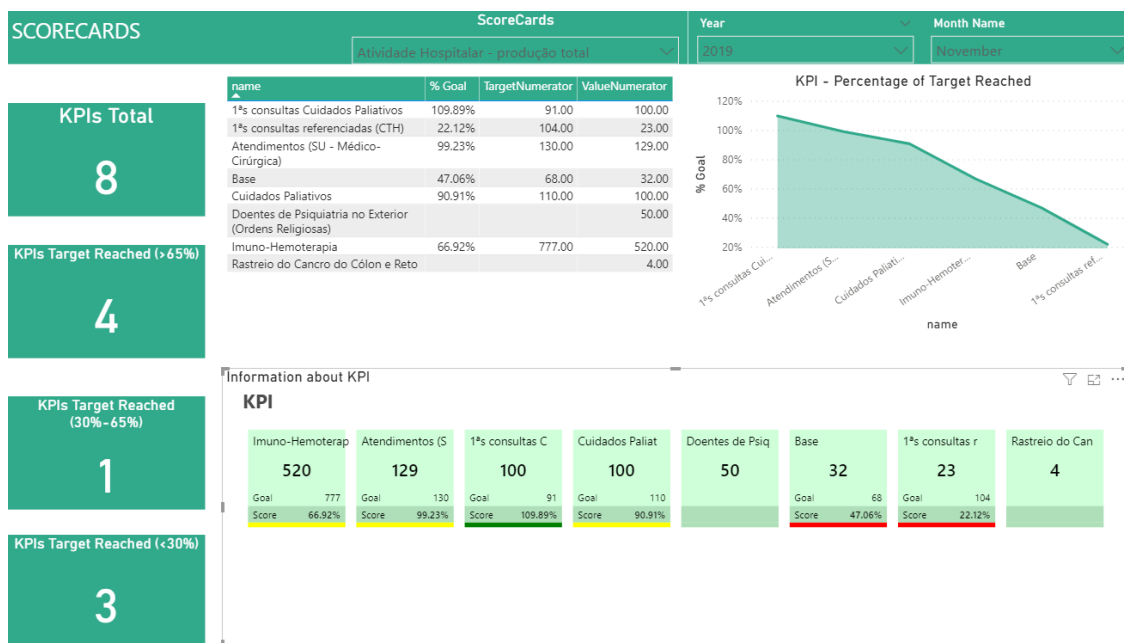 SCORECARDS
ScoreCards
Atividade Hospitalar - produção total
Year
2019
Month Name
November
KPIs Total
8
KPIs Target Reached (>65%)
4
KPIs Target Reached
(30%-65%)
1
KPIs Target Reached (<30%)
3
name % Goal TargetNumerator ValueNumerator
1ªs consultas Cuidados Paliativos 109.89% 91.00 100.00
1ªs consultas referenciadas (CTH) 22.12% 104.00 23.00
Atendimentos (SU - Médico-
Cirúrgica) 99.23% 130.00 129.00
Base 47.06% 68.00 32.00
Cuidados Paliativos 90.91% 110.00 100.00
Doentes de Psiquiatria no Exterior 50.00
(Ordens Religiosas)
Imuno-Hemoterapia 66.92% 777.00 520.00
Rastreio do Cancro do Cólon e Reto 4.00
KPI - Percentage of Target Reached
120%
100%
80%
60%
40%
20%
% Goal
1ªs consultas Cui...
Atendimentos (S...
Cuidados Paliati...
Imuno-Hemoter...
Base
1ªs consultas ref...
name
Information about KPI
KPI
Imuno-Hemoterap Atendimentos (S 1ªs consultas C Cuidados Paliat Doentes de Psiq Base 1ªs consultas r Rastreio do Can
520 129 100 100 50 32 23 4
Goal 777 Goal 130 Goal 91 Goal 110 Goal 68 Goal 104
Score 66.92% Score 99.23% Score 109.89% Score 90.91% Score 47.06% Score 22.12%